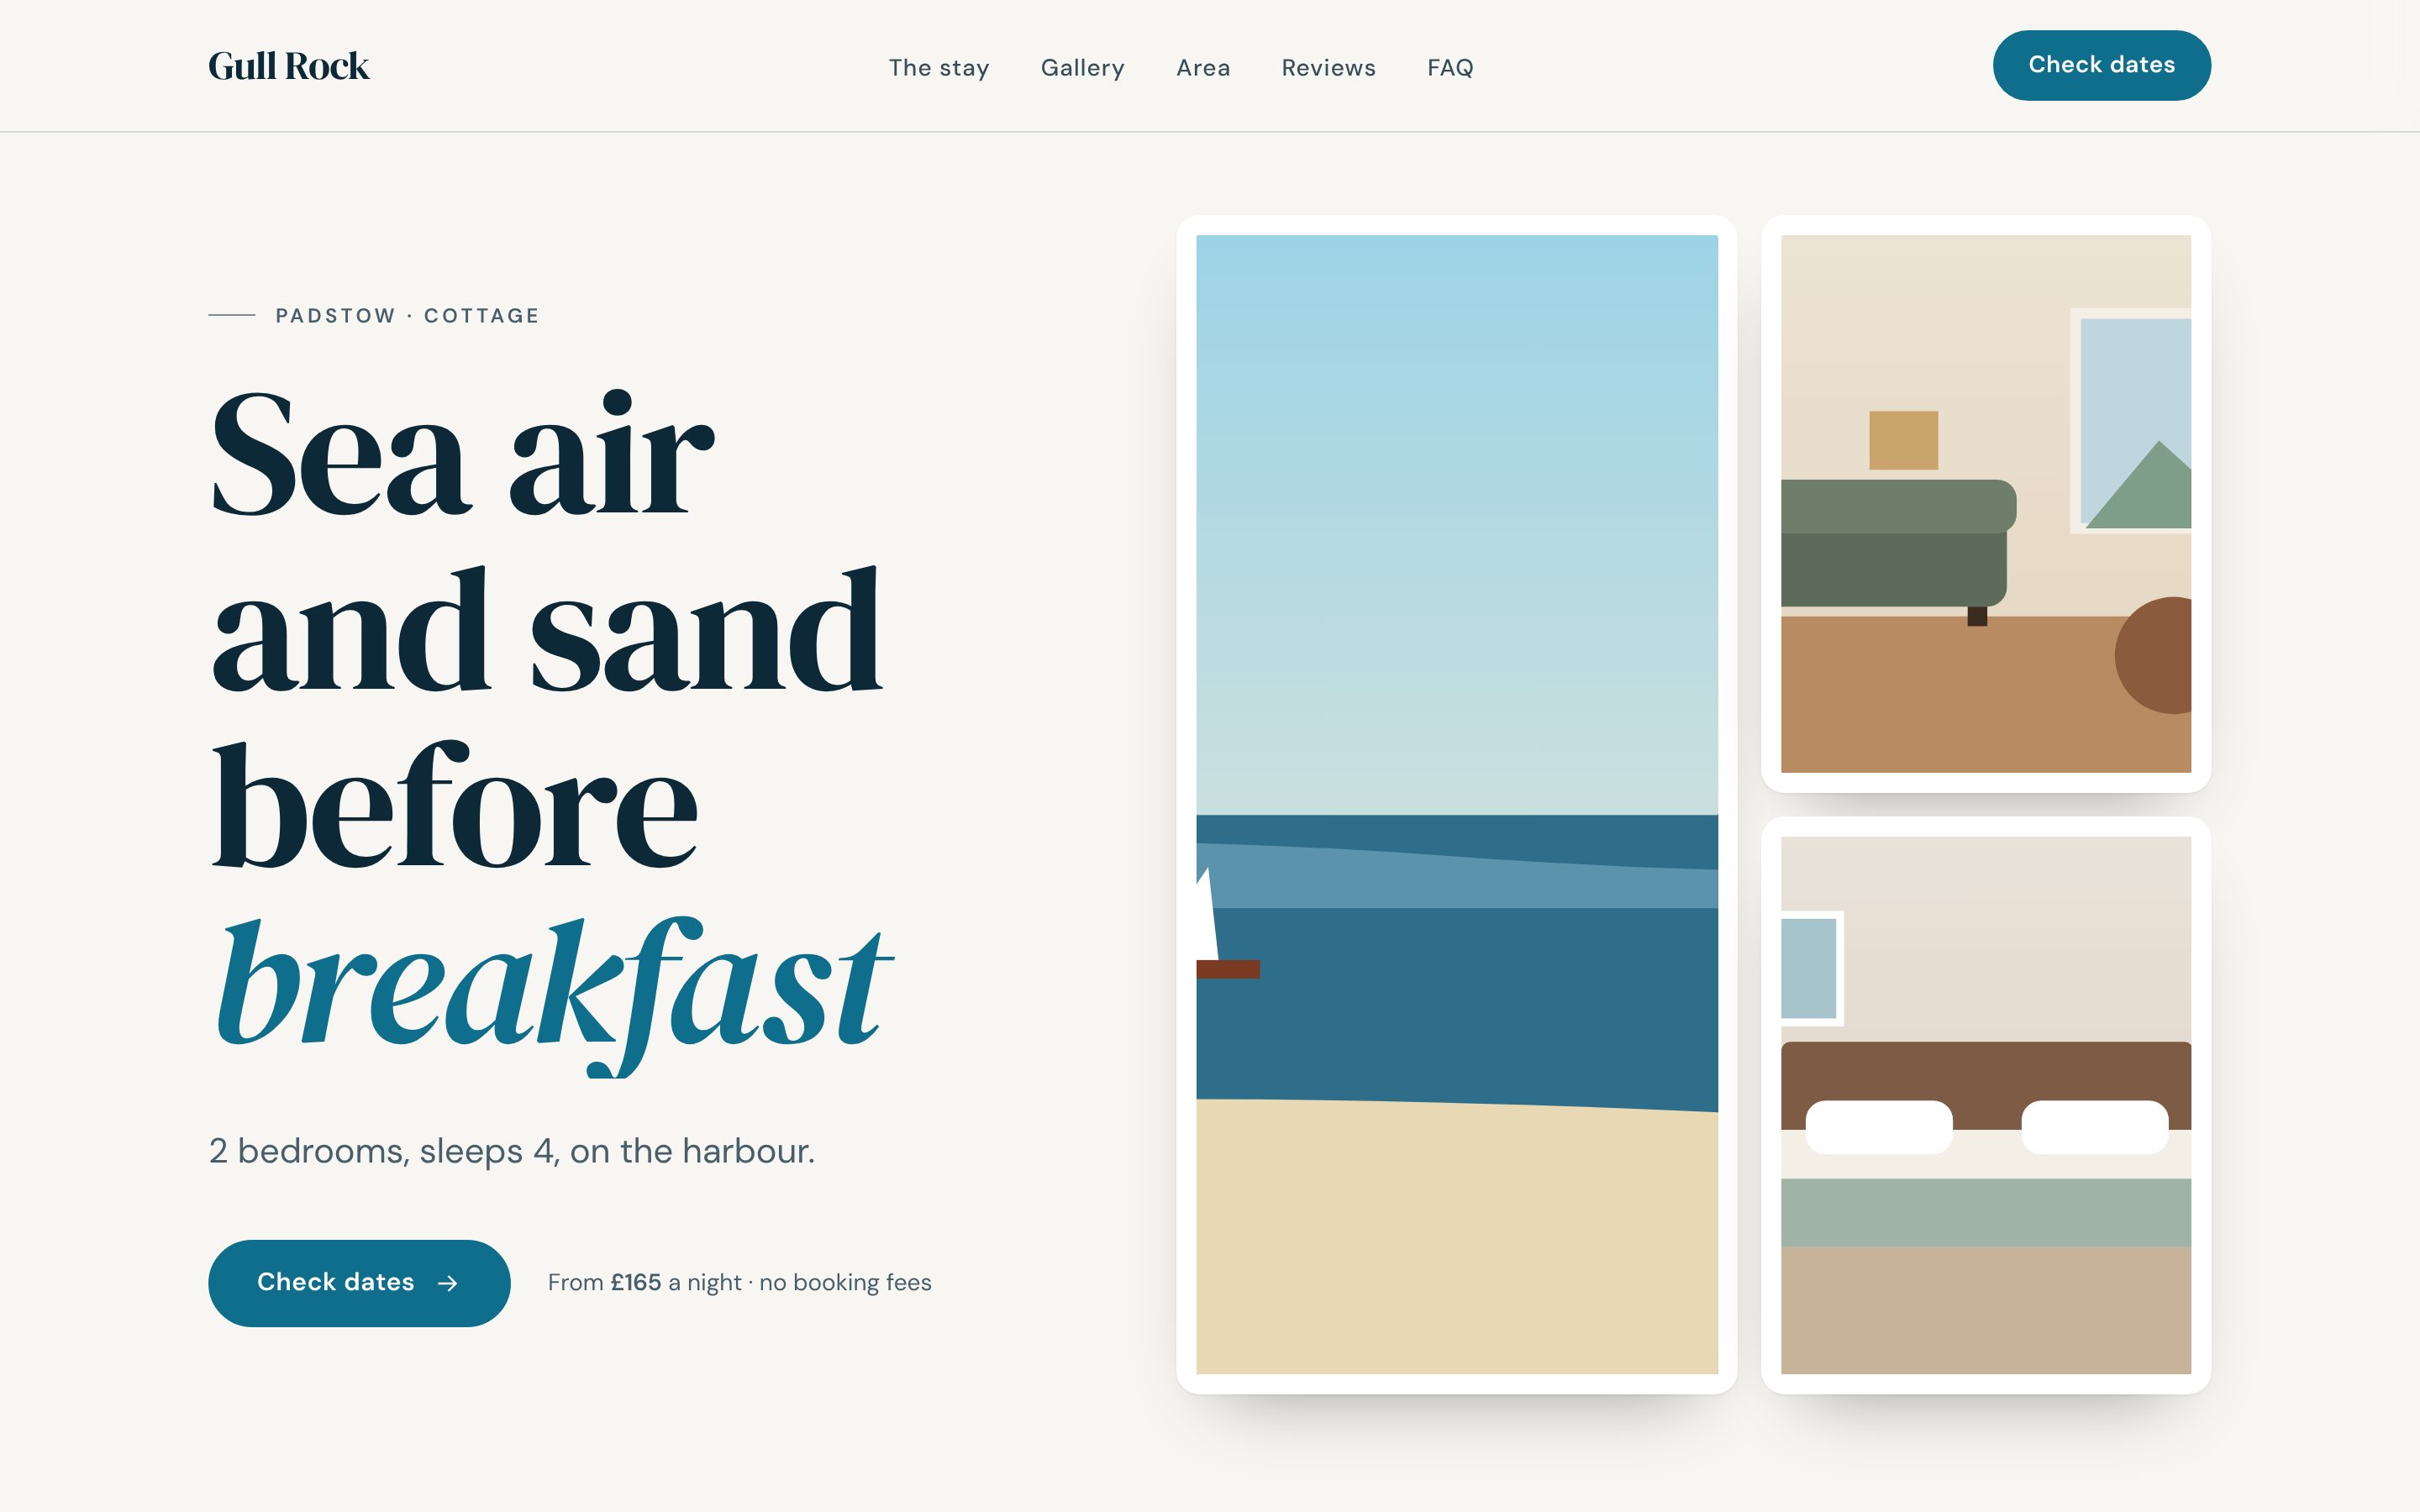 Gull Rock
The stay
Gallery
Area
Reviews
FAQ
Check dates
PADSTOW · COTTAGE
Sea air
and sand
before
breakfast
2 bedrooms, sleeps 4, on the harbour.
Check dates →
From £165 a night · no booking fees